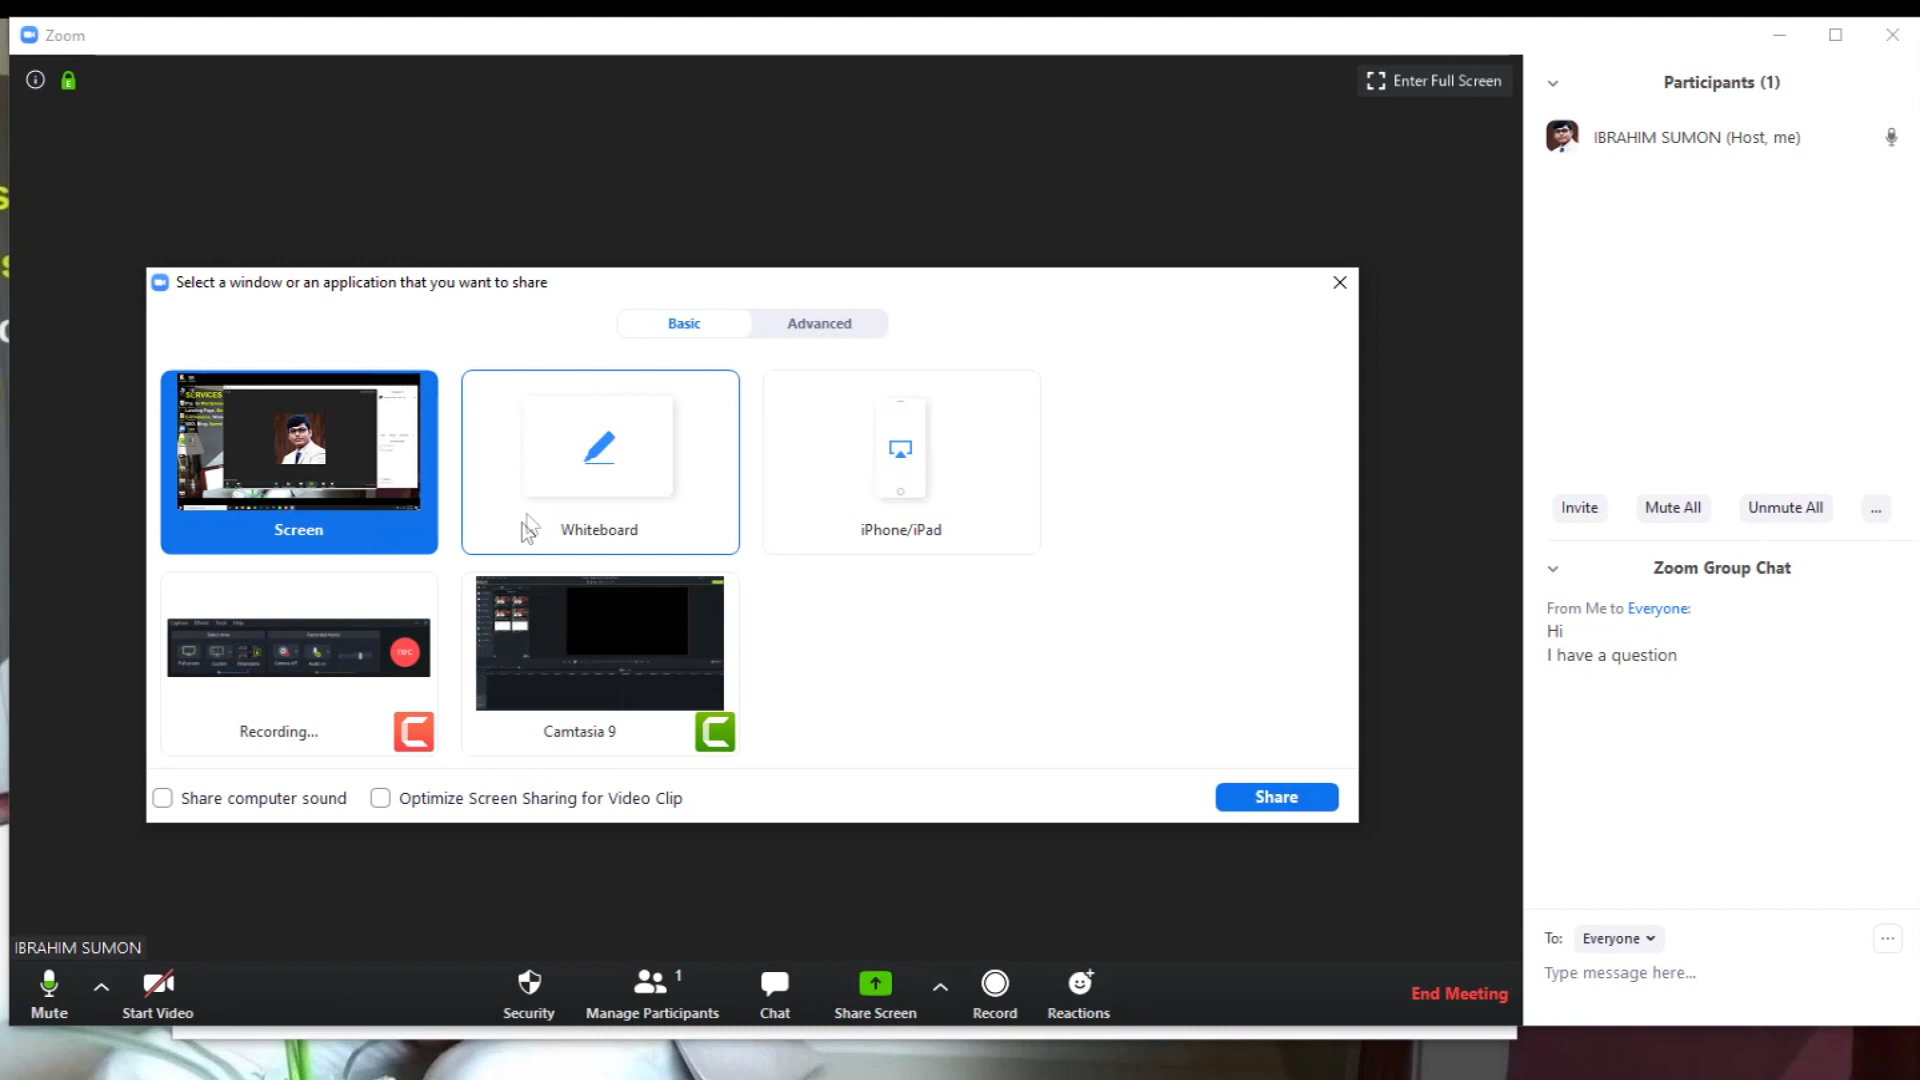 Zoom
Enter Full Screen
Participants (1)
IBRAHIM SUMON (Host, me)
Select a window or an application that you want to share
Basic
Advanced
SERVICES
Screen
Whiteboard
iPhone/iPad
Invite
Mute All
Unmute All
...
Zoom Group Chat
From Me to Everyone:
Hi
I have a question
rec
Recording...
Camtasia 9
Share computer sound
Optimize Screen Sharing for Video Clip
Share
To: Everyone
Type message here...
IBRAHIM SUMON
Mute
Start Video
Security
1
Manage Participants
Chat
Share Screen
Record
Reactions
End Meeting